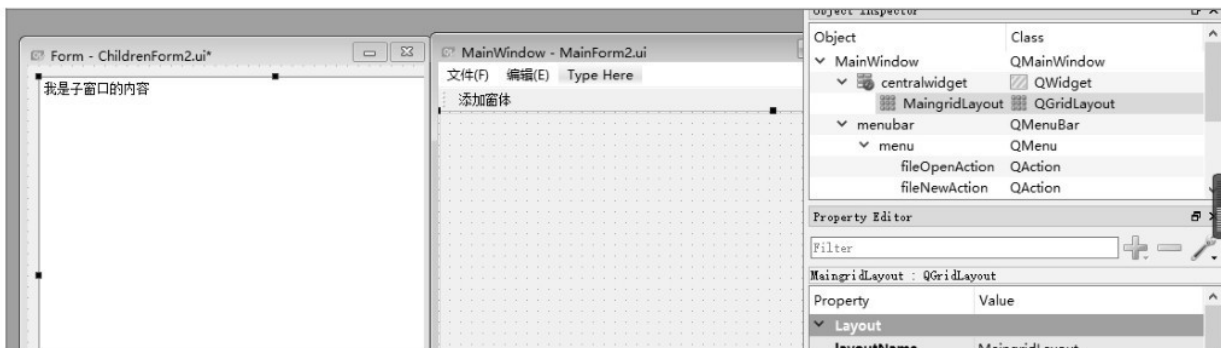 Object Inspector
Form - ChildrenForm2.ui*
我是子窗口的内容
MainWindow - MainForm2.ui
文件(F) 编辑(E) Type Here
添加窗体
Object Class
MainWindow QMainWindow
centralwidget QWidget
MaingridLayout QGridLayout
menubar QMenuBar
menu QMenu
fileOpenAction QAction
fileNewAction QAction
Property Editor
Filter
MaingridLayout : QGridLayout
Property Value
Layout
layoutName MaingridLayout